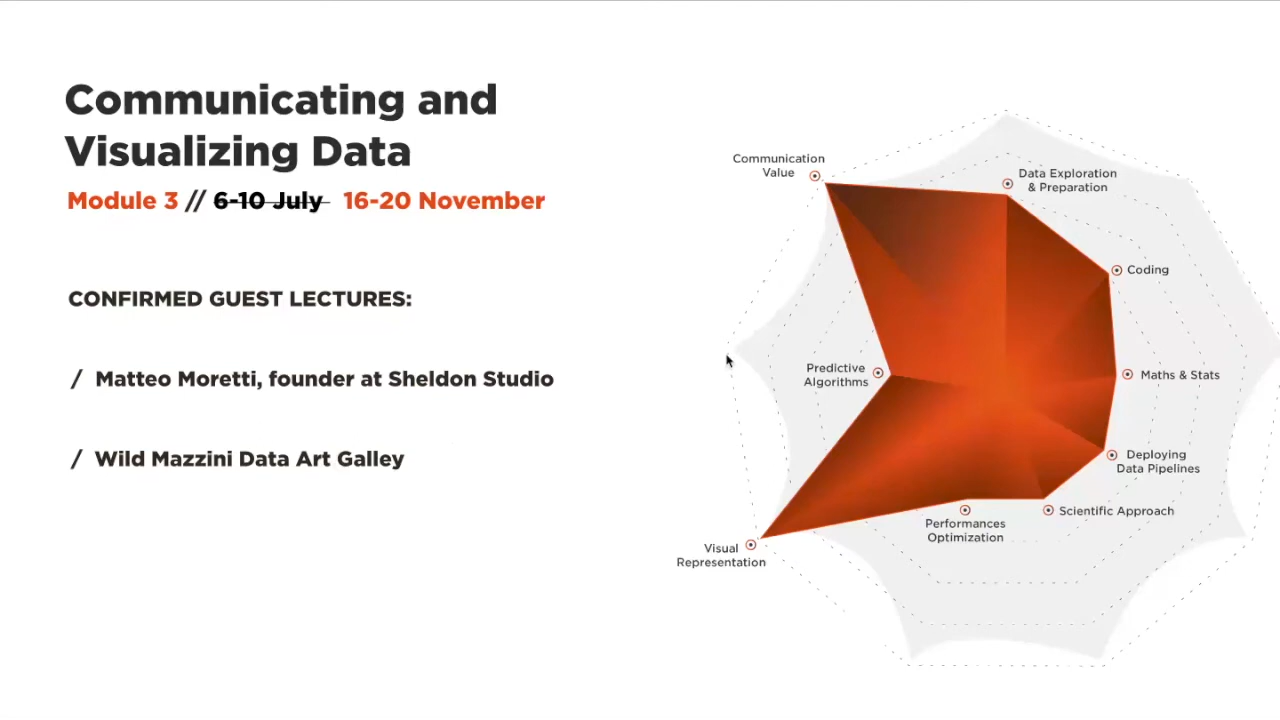 Communicating and
Visualizing Data
Module 3 // 6-10 July 16-20 November
CONFIRMED GUEST LECTURES:
/ Matteo Moretti, founder at Sheldon Studio
/ Wild Mazzini Data Art Galley
Communication
Value
Data Exploration
& Preparation
Coding
Predictive
Algorithms
Maths & Stats
Deploying
Data Pipelines
Scientific Approach
Performances
Optimization
Visual
Representation